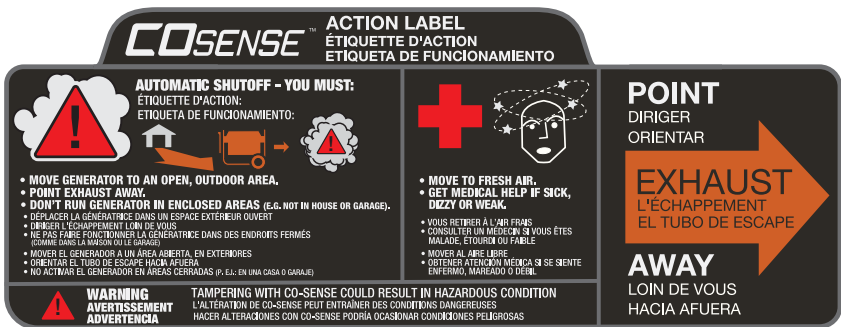 COSENSE™
ACTION LABEL
ÉTIQUETTE D'ACTION
ETIQUETA DE FUNCIONAMIENTO
AUTOMATIC SHUTOFF - YOU MUST:
ÉTIQUETTE D'ACTION:
ETIQUETA DE FUNCIONAMIENTO:
• MOVE GENERATOR TO AN OPEN, OUTDOOR AREA.
• POINT EXHAUST AWAY.
• DON'T RUN GENERATOR IN ENCLOSED AREAS (E.G. NOT IN HOUSE OR GARAGE).
• DÉPLACER LA GÉNÉRATRICE DANS UN ESPACE EXTÉRIEUR OUVERT
• DIRIGER L'ÉCHAPPEMENT LOIN DE VOUS
• NE PAS FAIRE FONCTIONNER LA GÉNÉRATRICE DANS DES ENDROITS FERMÉS
(COMME DANS LA MAISON OU LE GARAGE)
• MOVER EL GENERADOR A UN ÁREA ABIERTA, EN EXTERIORES
• ORIENTAR EL TUBO DE ESCAPE HACIA AFUERA
• NO ACTIVAR EL GENERADOR EN ÁREAS CERRADAS (P. EJ.: EN UNA CASA O GARAJE)
• MOVE TO FRESH AIR.
• GET MEDICAL HELP IF SICK,
DIZZY OR WEAK.
• VOUS RETIRER À L'AIR FRAIS
• CONSULTER UN MÉDECIN SI VOUS ÊTES
MALADE, ÉTOURDI OU FAIBLE
• MOVER AL AIRE LIBRE
• OBTENER ATENCIÓN MÉDICA SI SE SIENTE
ENFERMO, MAREADO O DÉBIL
POINT
DIRIGER
ORIENTAR
EXHAUST
L'ÉCHAPPEMENT
EL TUBO DE ESCAPE
AWAY
LOIN DE VOUS
HACIA AFUERA
WARNING
AVERTISSEMENT
ADVERTENCIA
TAMPERING WITH CO-SENSE COULD RESULT IN HAZARDOUS CONDITION
L'ALTÉRATION DE CO-SENSE PEUT ENTRAÎNER DES CONDITIONS DANGEREUSES
HACER ALTERACIONES CON CO-SENSE PODRÍA OCASIONAR CONDICIONES PELIGROSAS